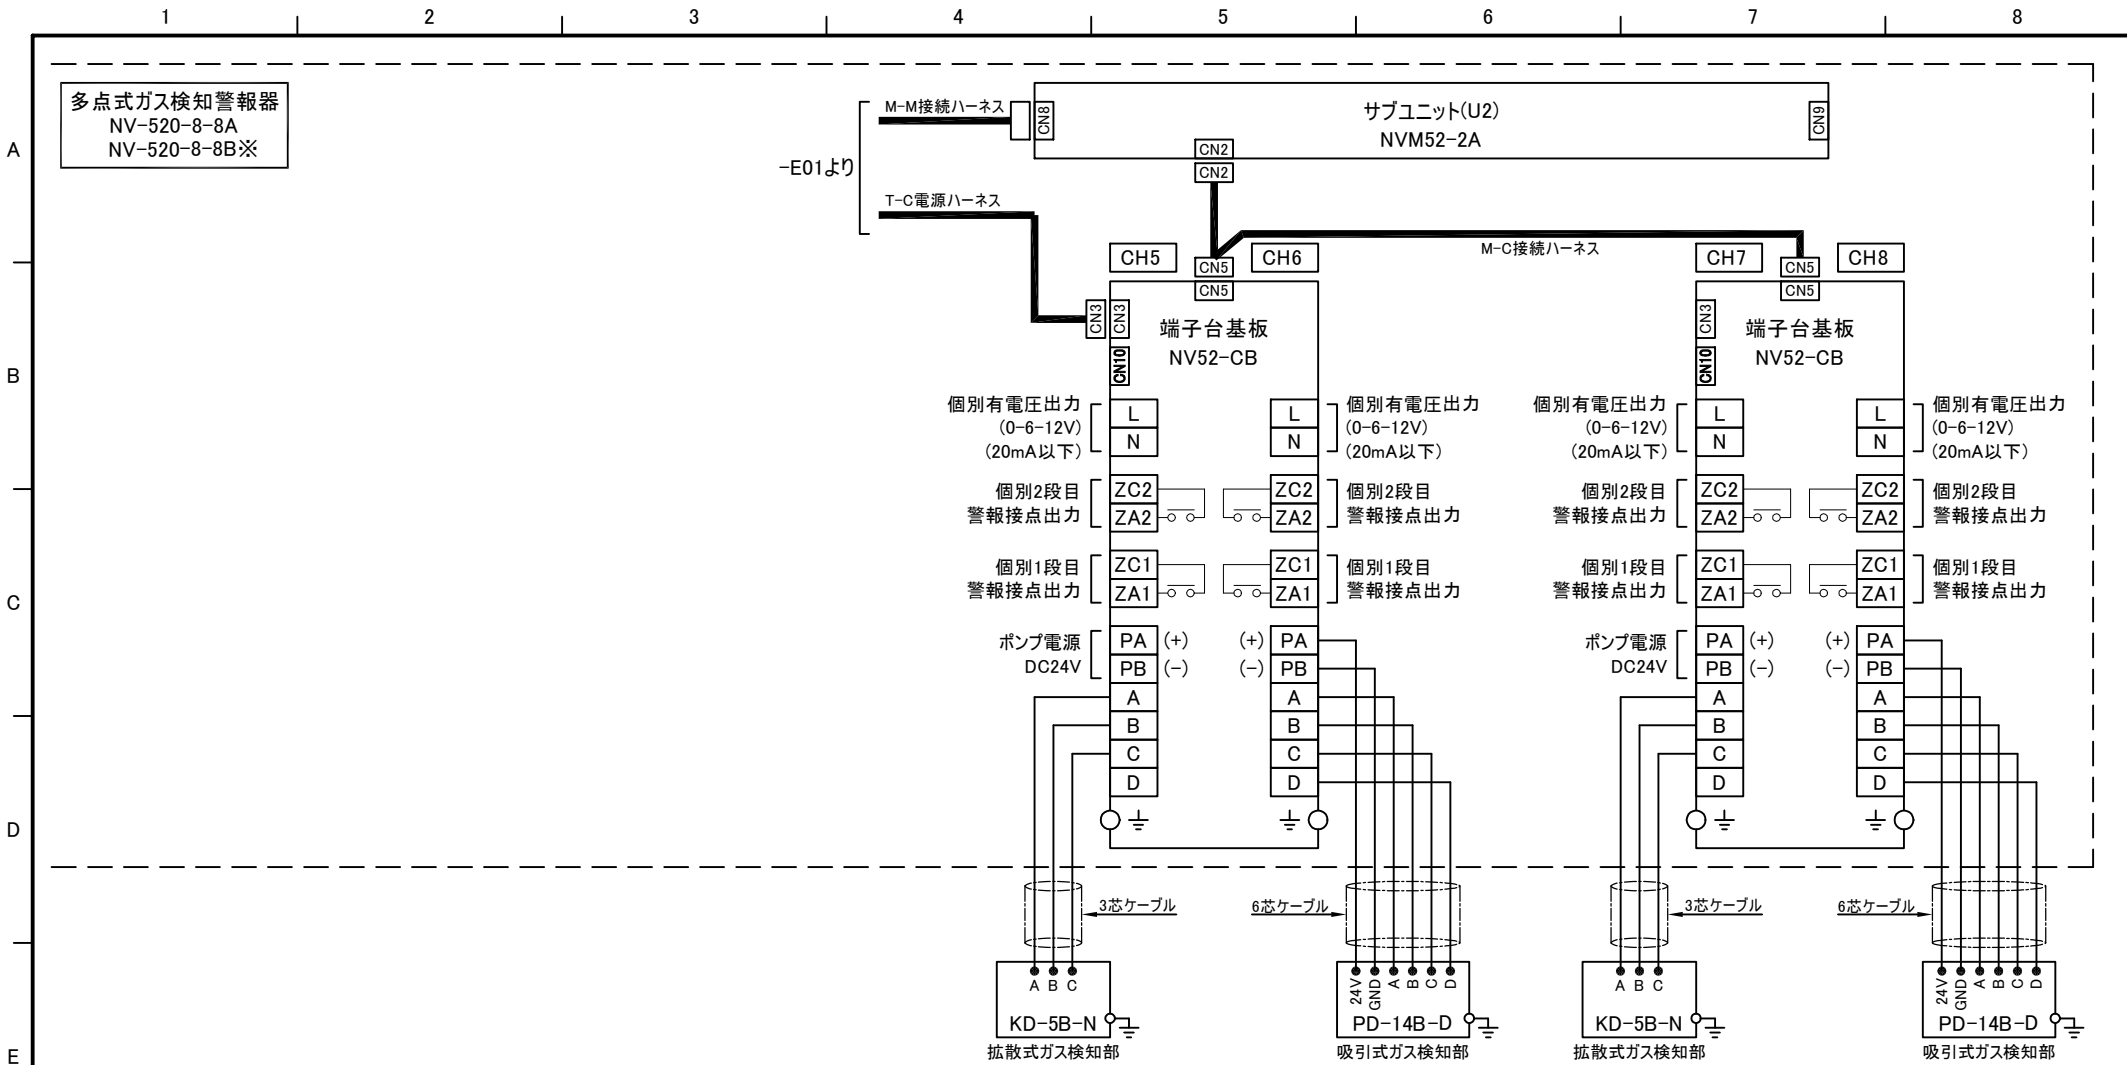 1 2 3 4 5 6 7 8
A
B
C
D
E
多点式ガス検知警報器
NV-520-8-8A
NV-520-8-8B※
-E01より
M-M接続ハーネス
T-C電源ハーネス
CN8
サブユニット(U2)
NVM52-2A
CN9
CN2
CN2
M-C接続ハーネス
CH5
CN5
CH6
CN5
CN3
CN3
CN10
端子台基板
NV52-CB
個別有電圧出力
(0-6-12V)
(20mA以下)
L
N
個別2段目
警報接点出力
ZC2
ZA2
個別1段目
警報接点出力
ZC1
ZA1
ポンプ電源
DC24V
PA (+)
PB (-)
A
B
C
D
L
N
個別有電圧出力
(0-6-12V)
(20mA以下)
ZC2
ZA2
個別2段目
警報接点出力
ZC1
ZA1
個別1段目
警報接点出力
(+) PA
(-) PB
A
B
C
D
CH7
CN5
CH8
CN5
CN3
CN10
端子台基板
NV52-CB
個別有電圧出力
(0-6-12V)
(20mA以下)
L
N
個別2段目
警報接点出力
ZC2
ZA2
個別1段目
警報接点出力
ZC1
ZA1
ポンプ電源
DC24V
PA (+)
PB (-)
A
B
C
D
L
N
個別有電圧出力
(0-6-12V)
(20mA以下)
ZC2
ZA2
個別2段目
警報接点出力
ZC1
ZA1
個別1段目
警報接点出力
(+) PA
(-) PB
A
B
C
D
3芯ケーブル
6芯ケーブル
3芯ケーブル
6芯ケーブル
A B C
KD-5B-N
拡散式ガス検知部
24V GND A B C D
PD-14B-D
吸引式ガス検知部
A B C
KD-5B-N
拡散式ガス検知部
24V GND A B C D
PD-14B-D
吸引式ガス検知部